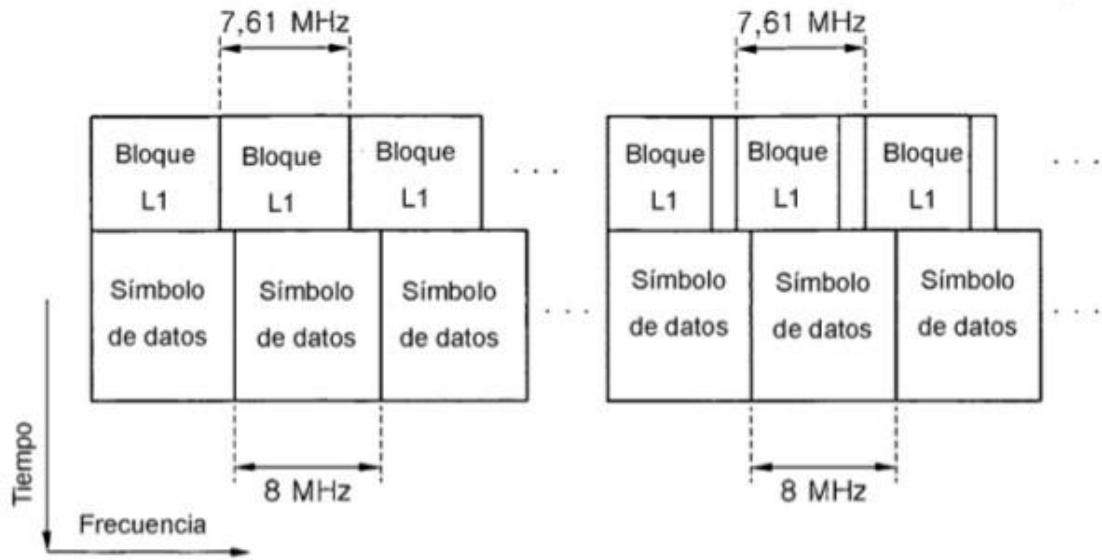 7,61 MHz
7,61 MHz
Bloque
L1
Bloque
L1
Bloque
L1
. . .
Bloque
L1
Bloque
L1
Bloque
L1
. . .
Símbolo
de datos
Símbolo
de datos
Símbolo
de datos
. . .
Símbolo
de datos
Símbolo
de datos
Símbolo
de datos
. . .
8 MHz
8 MHz
Tiempo
Frecuencia